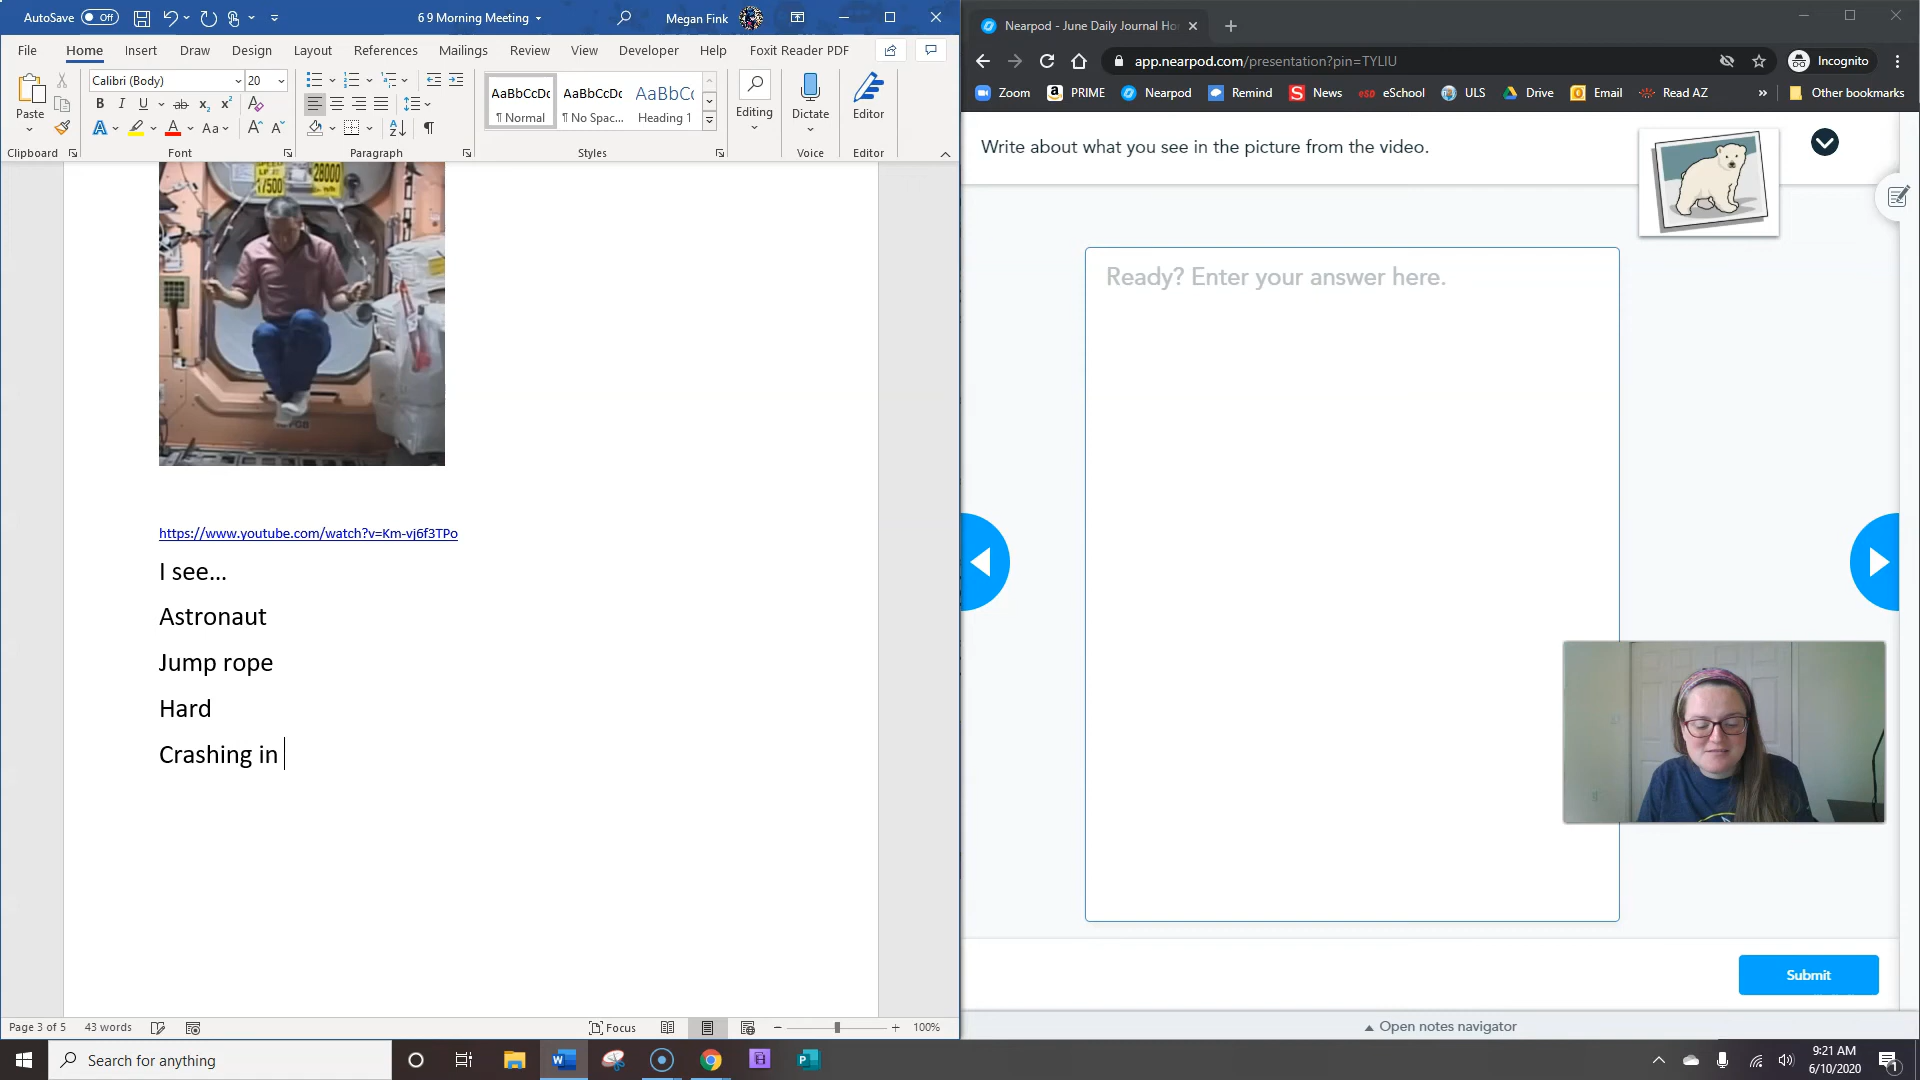 AutoSave Off 6 9 Morning Meeting Megan Fink
File Home Insert Draw Design Layout References Mailings Review View Developer Help Foxit Reader PDF
Paste Calibri (Body) 20 AaBbCcDc AaBbCcDc AaBbCc Editing Dictate Editor
¶ Normal ¶ No Spac... Heading 1
Clipboard Font Paragraph Styles Voice Editor
17500 28000
https://www.youtube.com/watch?v=Km-vj6f3TPo
I see...
Astronaut
Jump rope
Hard
Crashing in
Page 3 of 5 43 words Focus 100%
Nearpod - June Daily Journal Ho
app.nearpod.com/presentation?pin=TYLIU Incognito
Zoom PRIME Nearpod Remind News eSchool ULS Drive Email Read AZ » Other bookmarks
Write about what you see in the picture from the video.
Ready? Enter your answer here.
Submit
Open notes navigator
Search for anything
9:21 AM
6/10/2020